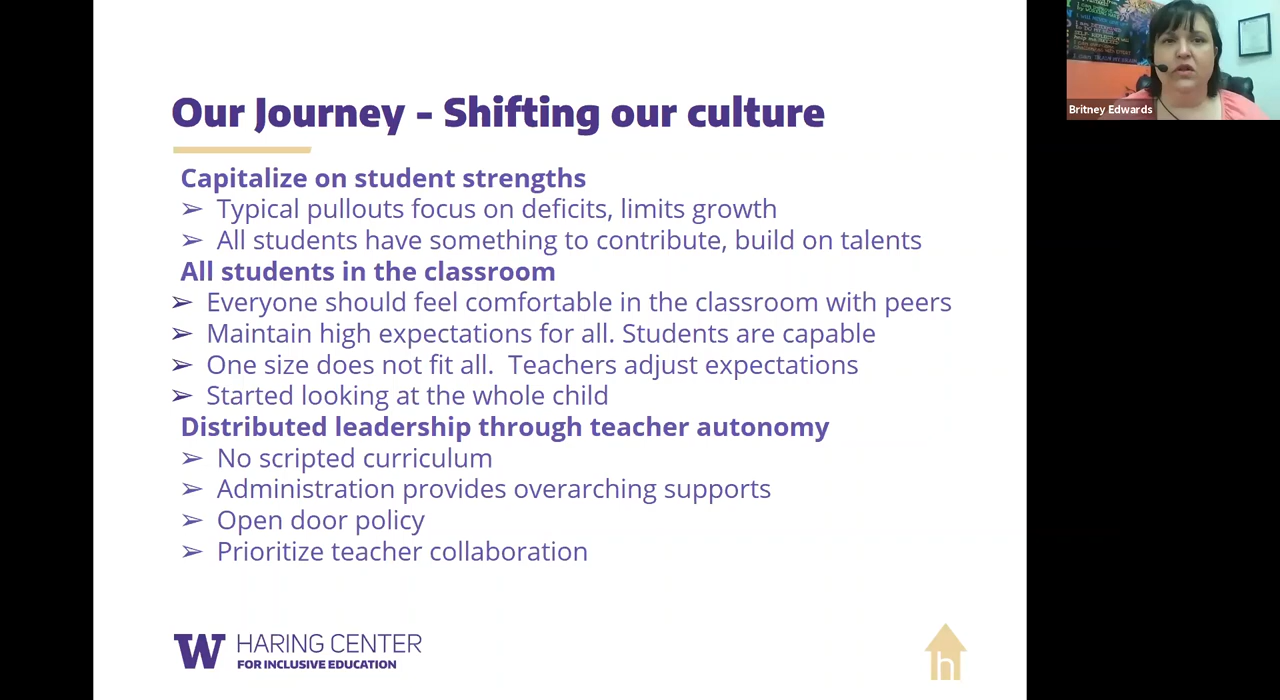 Our Journey - Shifting our culture
Capitalize on student strengths
➢ Typical pullouts focus on deficits, limits growth
➢ All students have something to contribute, build on talents
All students in the classroom
➢ Everyone should feel comfortable in the classroom with peers
➢ Maintain high expectations for all. Students are capable
➢ One size does not fit all.  Teachers adjust expectations
➢ Started looking at the whole child
Distributed leadership through teacher autonomy
➢ No scripted curriculum
➢ Administration provides overarching supports
➢ Open door policy
➢ Prioritize teacher collaboration
W HARING CENTER
FOR INCLUSIVE EDUCATION
h
Britney Edwards